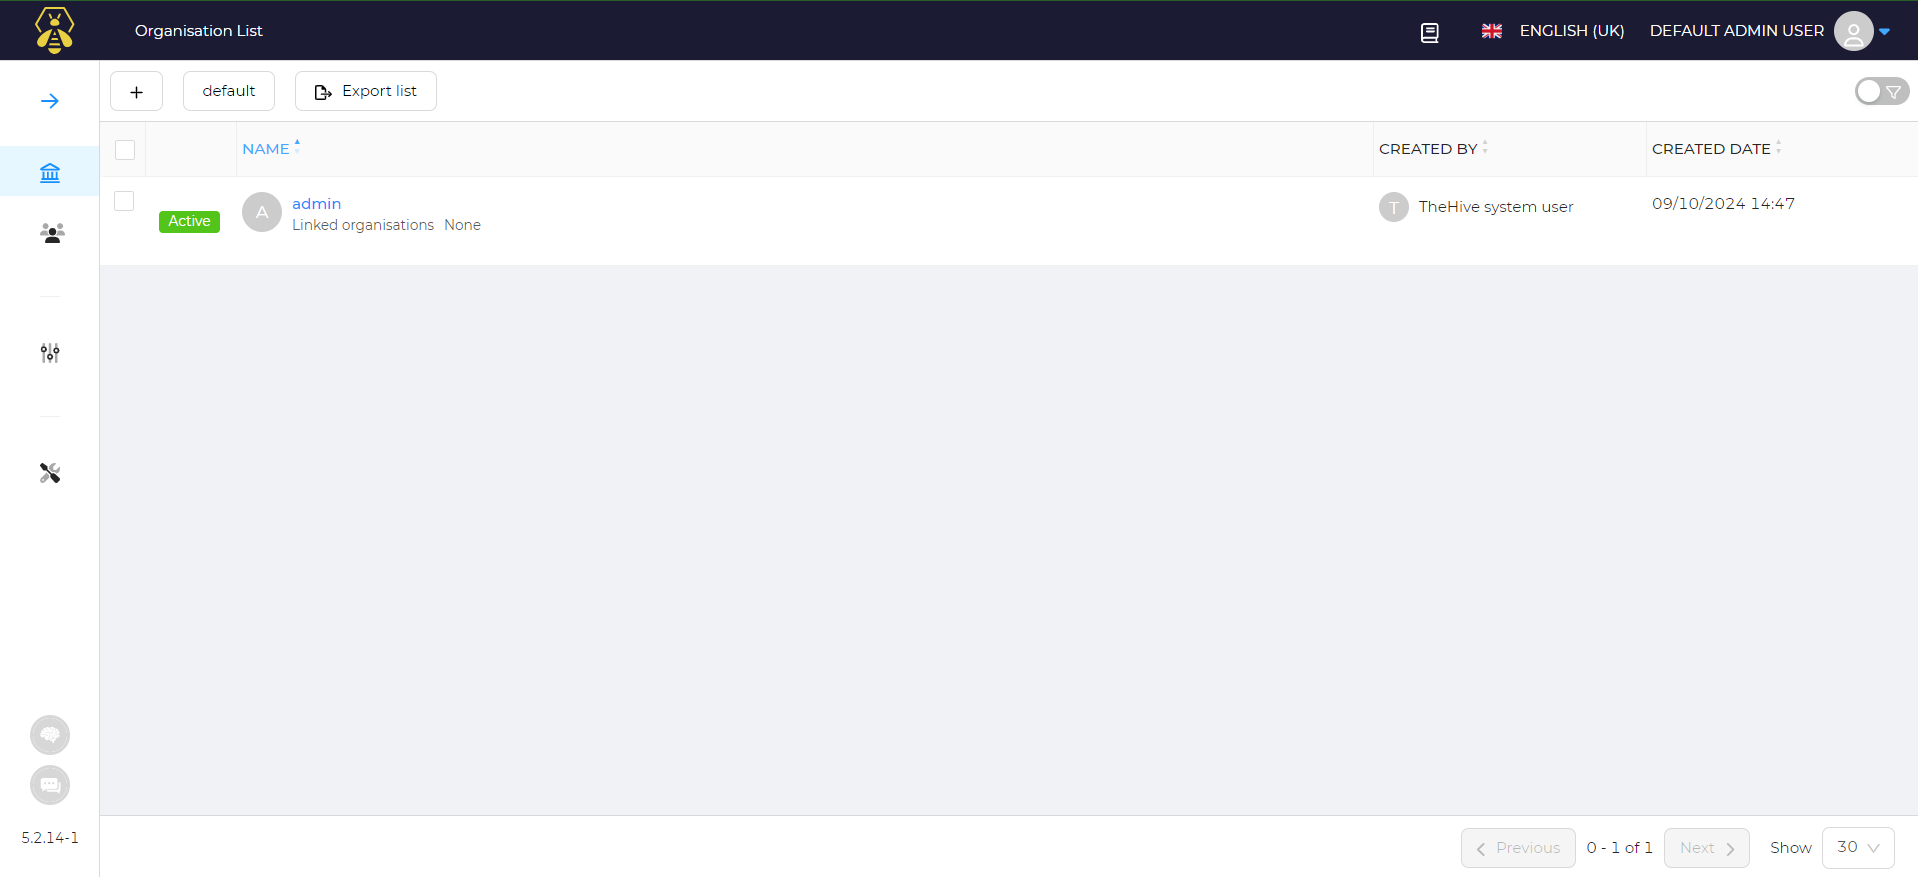 Organisation List
ENGLISH (UK)
DEFAULT ADMIN USER
+
default
Export list
NAME
CREATED BY
CREATED DATE
Active
A
admin
Linked organisations None
T
TheHive system user
09/10/2024 14:47
5.2.14-1
Previous
0 - 1 of 1
Next
Show
30